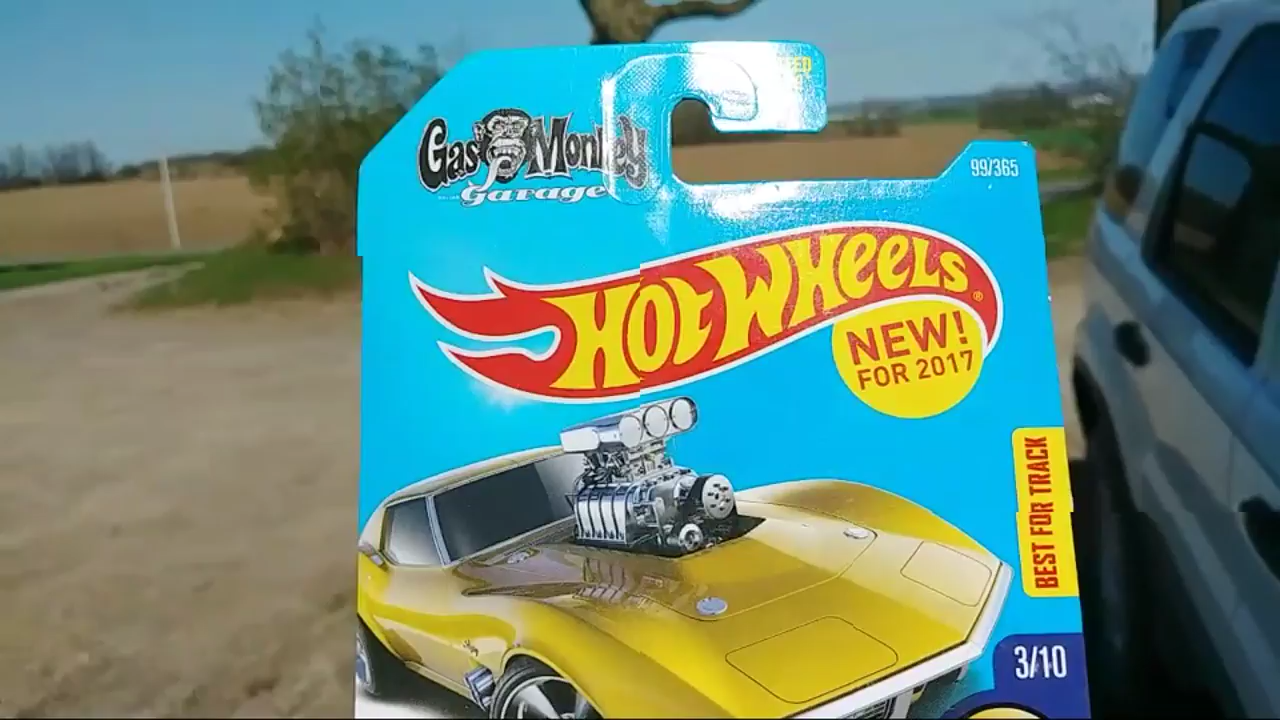 Gas Monkey
Garage
99/365
HOT WHEELS®
NEW!
FOR 2017
BEST FOR TRACK
3/10